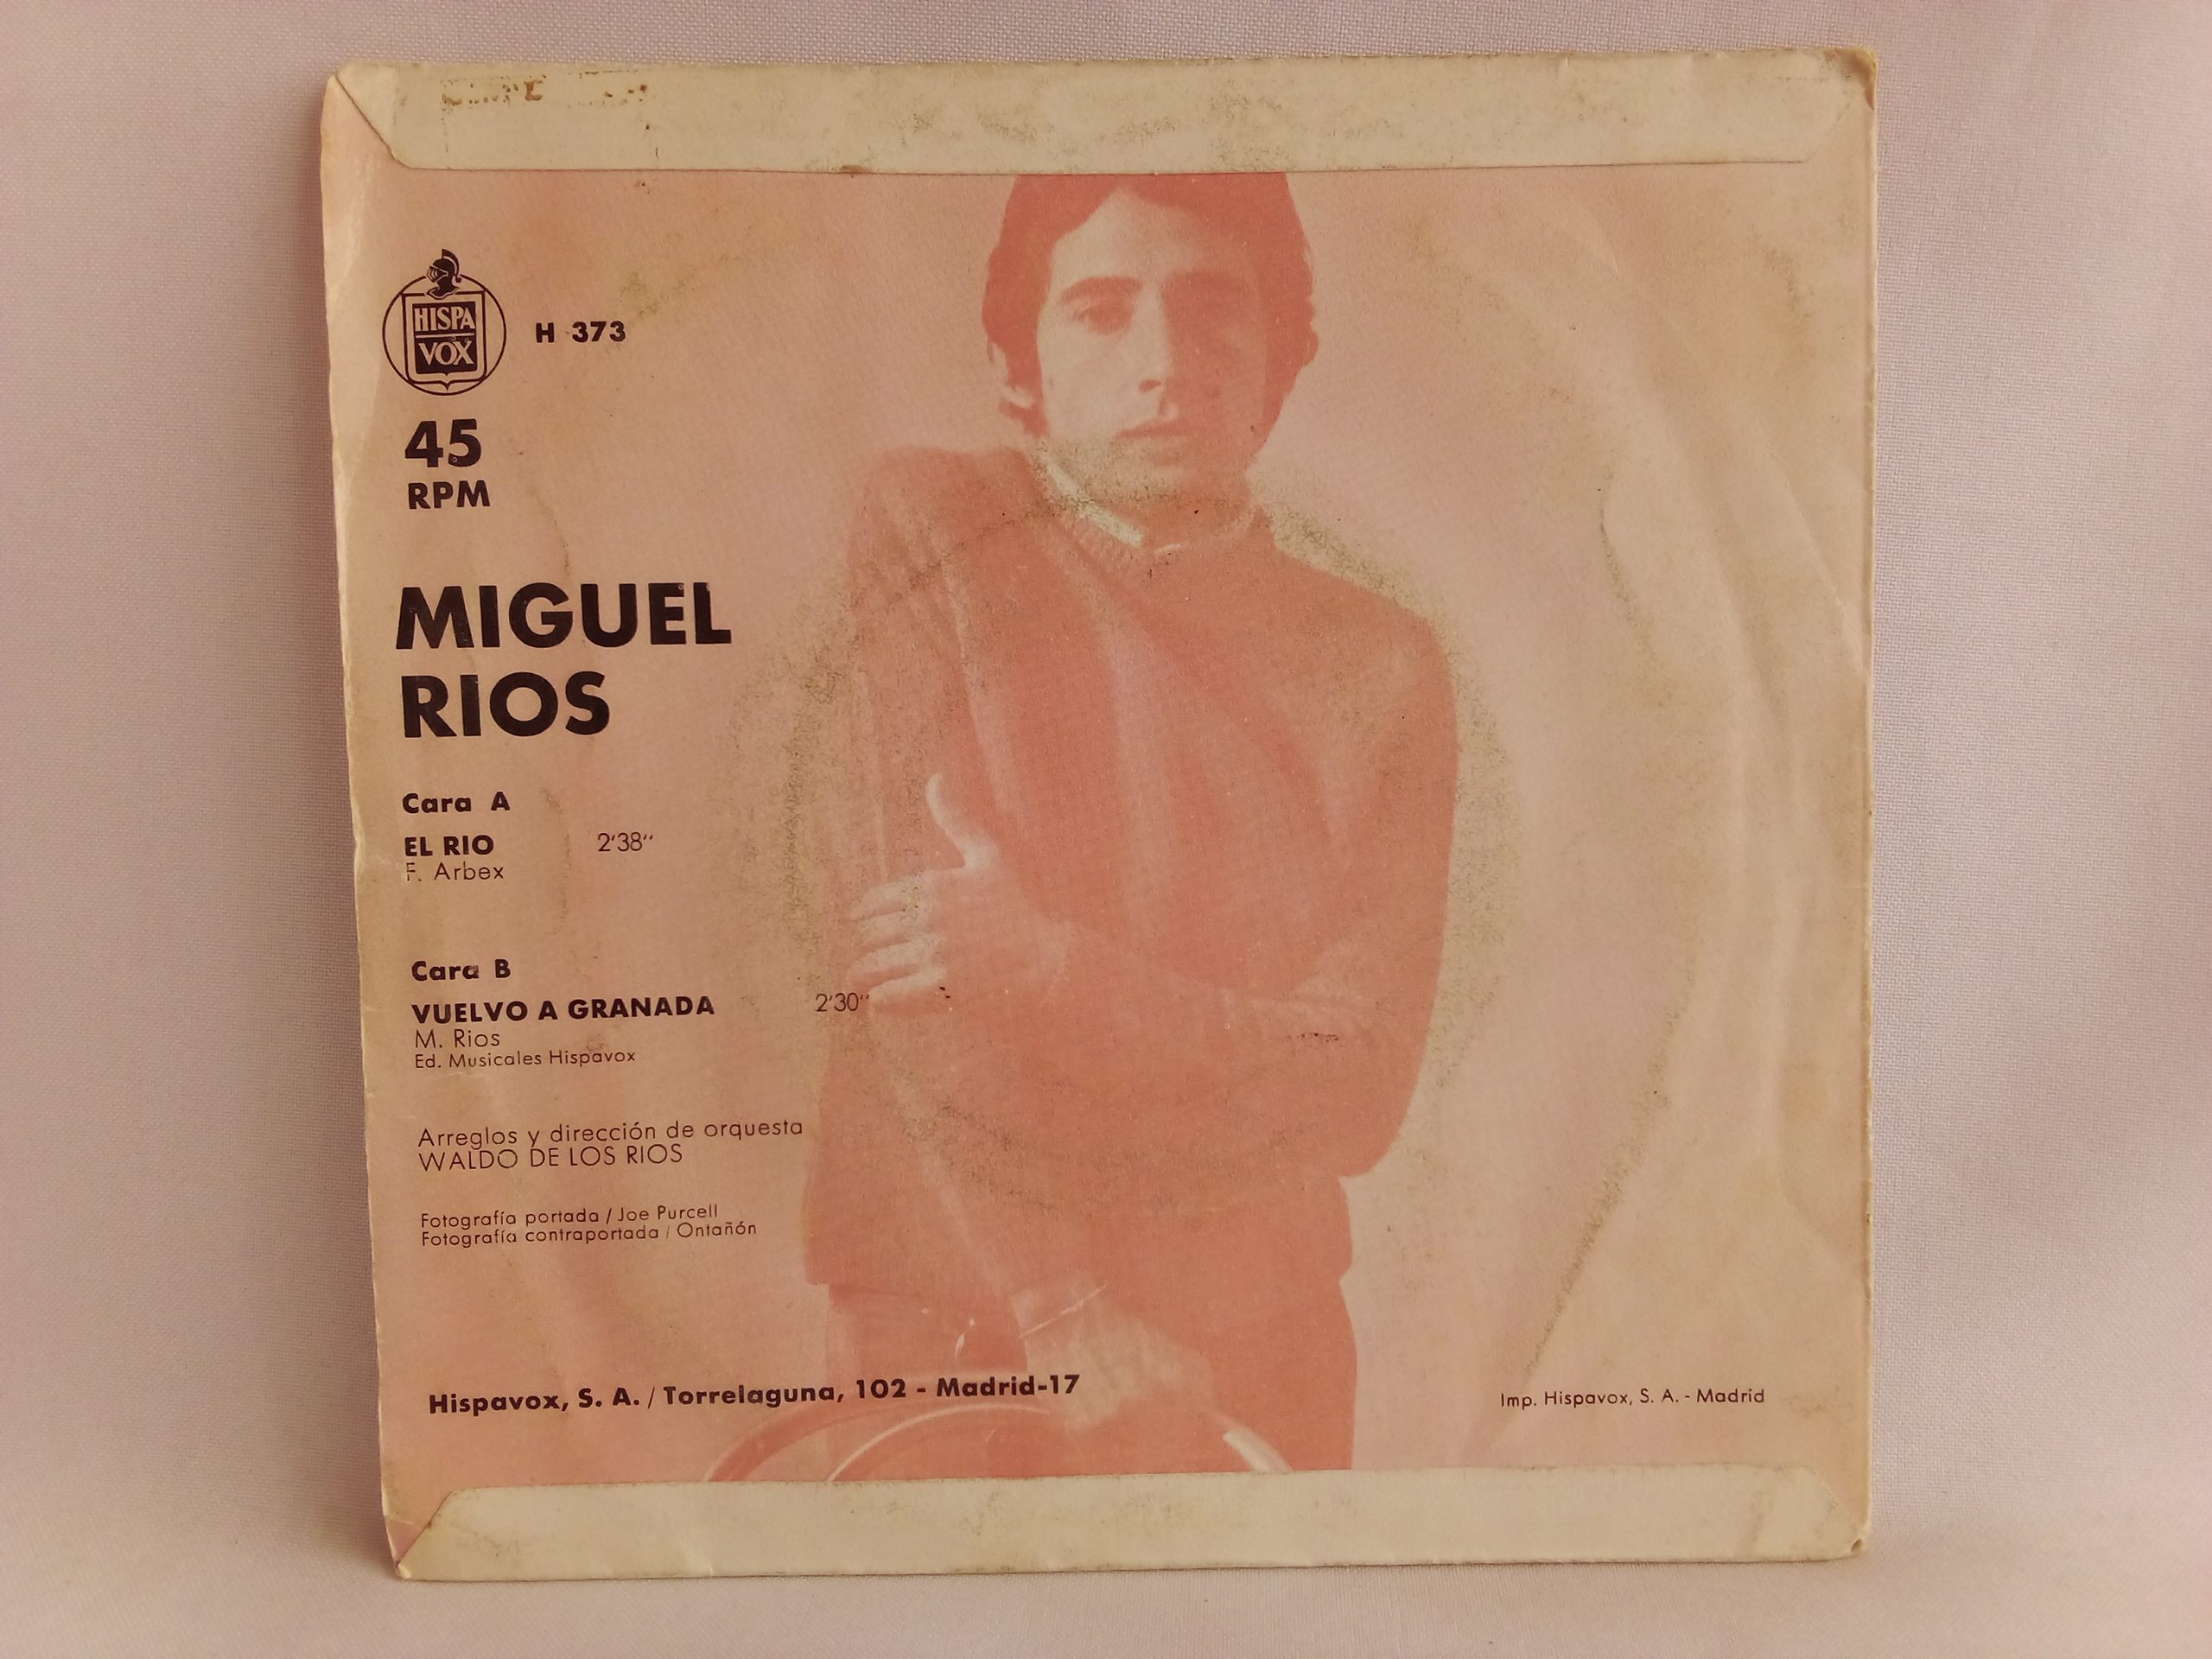 HISPA
VOX
H 373
45
RPM
MIGUEL
RIOS
Cara A
EL RIO 2'38''
F. Arbex
Cara B
VUELVO A GRANADA 2'30''
M. Rios
Ed. Musicales Hispavox
Arreglos y dirección de orquesta
WALDO DE LOS RIOS
Fotografía portada / Joe Purcell
Fotografía contraportada / Ontañón
Hispavox, S. A. / Torrelaguna, 102 - Madrid-17
Imp. Hispavox, S. A. - Madrid